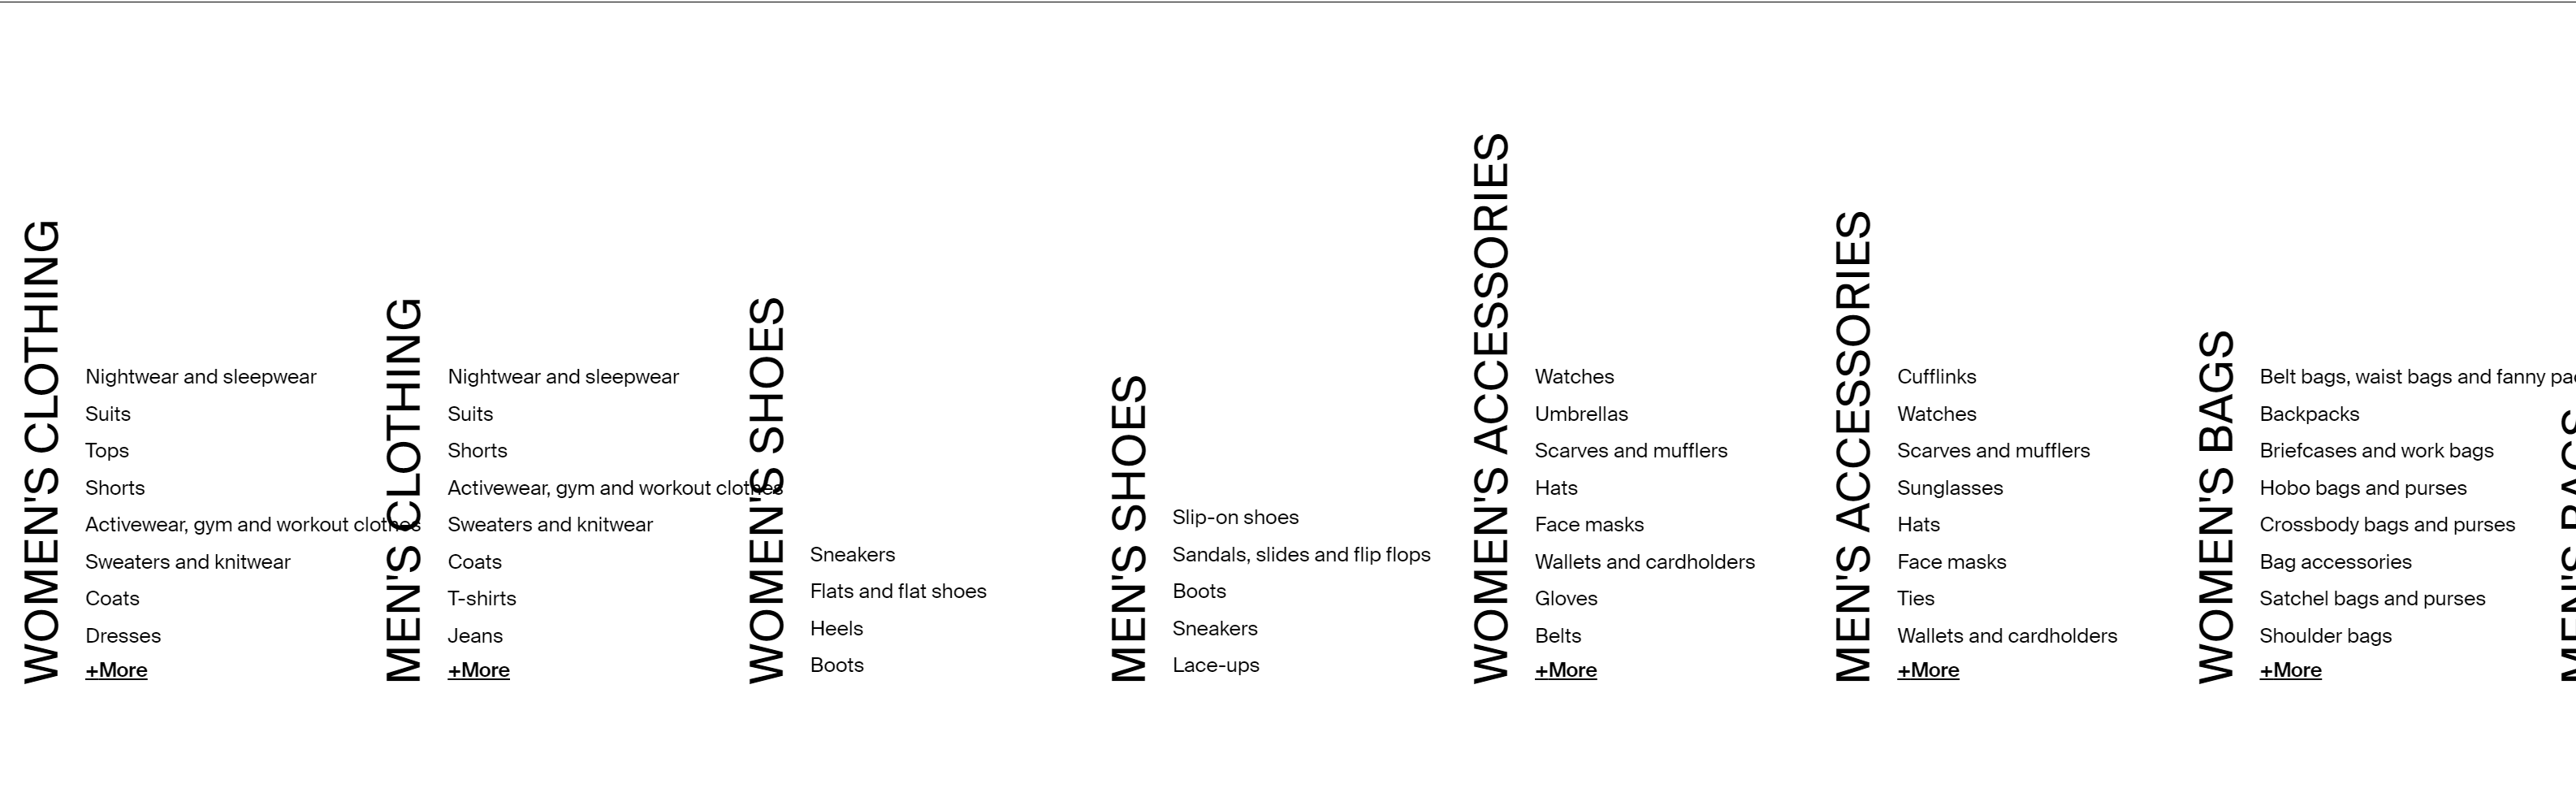 WOMEN'S CLOTHING
Nightwear and sleepwear
Suits
Tops
Shorts
Activewear, gym and workout clothes
Sweaters and knitwear
Coats
Dresses
+More
MEN'S CLOTHING
Nightwear and sleepwear
Suits
Shorts
Activewear, gym and workout clothes
Sweaters and knitwear
Coats
T-shirts
Jeans
+More
WOMEN'S SHOES
Sneakers
Flats and flat shoes
Heels
Boots
MEN'S SHOES
Slip-on shoes
Sandals, slides and flip flops
Boots
Sneakers
Lace-ups
WOMEN'S ACCESSORIES
Watches
Umbrellas
Scarves and mufflers
Hats
Face masks
Wallets and cardholders
Gloves
Belts
+More
MEN'S ACCESSORIES
Cufflinks
Watches
Scarves and mufflers
Sunglasses
Hats
Face masks
Ties
Wallets and cardholders
+More
WOMEN'S BAGS
Belt bags, waist bags and fanny
Backpacks
Briefcases and work bags
Hobo bags and purses
Crossbody bags and purses
Bag accessories
Satchel bags and purses
Shoulder bags
+More